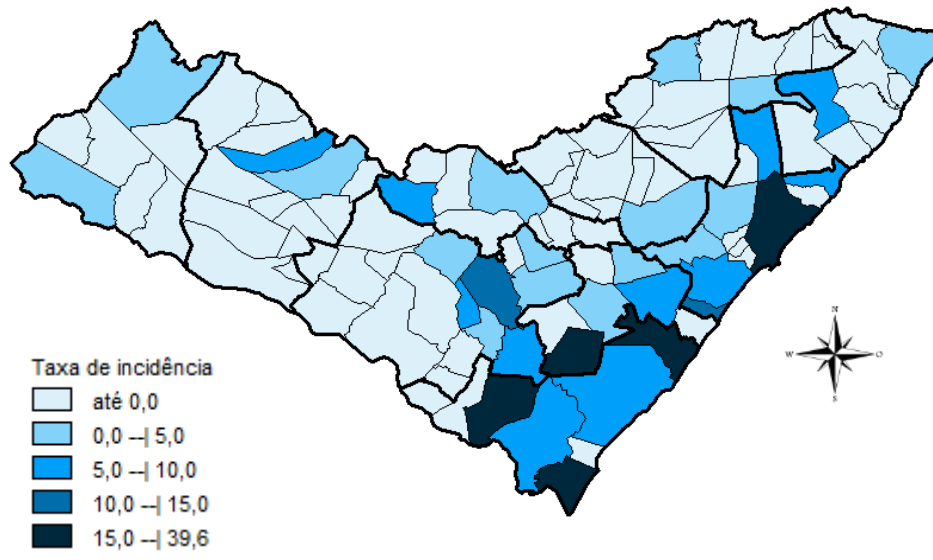 N
W
O
S
Taxa de incidência
até 0,0
0,0 --| 5,0
5,0 --| 10,0
10,0 --| 15,0
15,0 --| 39,6